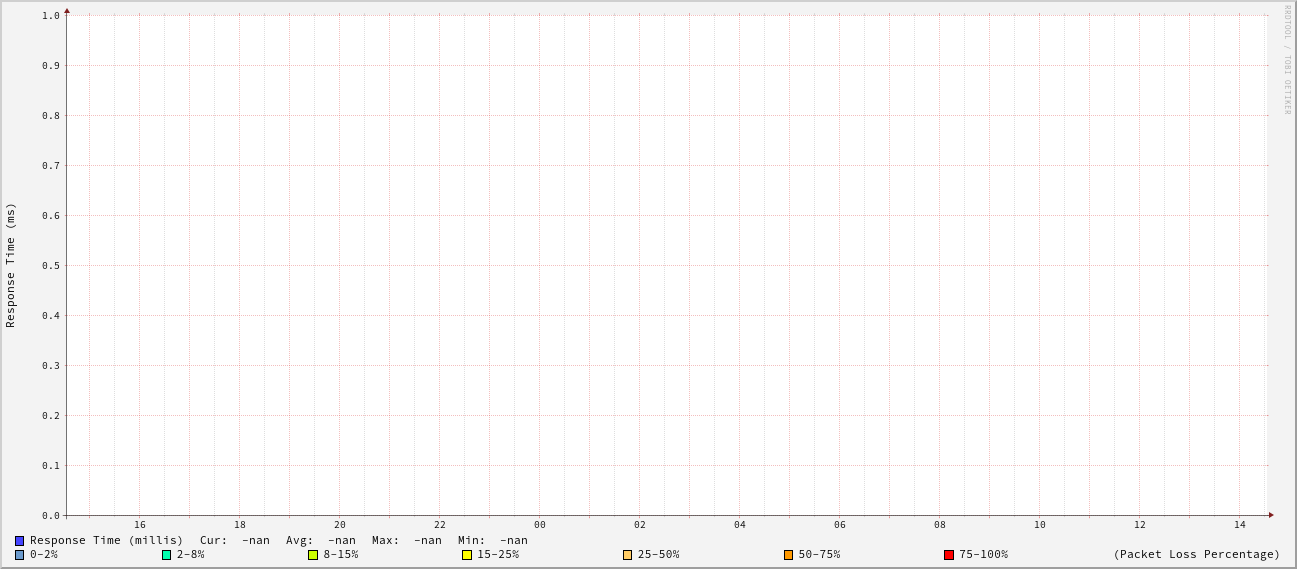 RRDTOOL / TOBI OETIKER
Response Time (ms)
1.0
0.9
0.8
0.7
0.6
0.5
0.4
0.3
0.2
0.1
0.0
16 18 20 22 00 02 04 06 08 10 12 14
Response Time (millis) Cur: -nan Avg: -nan Max: -nan Min: -nan
0-2% 2-8% 8-15% 15-25% 25-50% 50-75% 75-100% (Packet Loss Percentage)